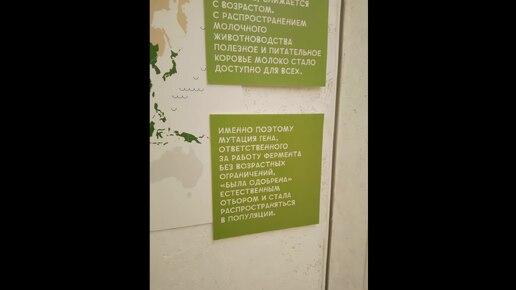 СНИЖАЕТСЯ
С ВОЗРАСТОМ.
С РАСПРОСТРАНЕНИЕМ
МОЛОЧНОГО
ЖИВОТНОВОДСТВА
ПОЛЕЗНОЕ И ПИТАТЕЛЬНОЕ
КОРОВЬЕ МОЛОКО СТАЛО
ДОСТУПНО ДЛЯ ВСЕХ.
ИМЕННО ПОЭТОМУ
МУТАЦИЯ ГЕНА,
ОТВЕТСТВЕННОГО
ЗА РАБОТУ ФЕРМЕНТА
БЕЗ ВОЗРАСТНЫХ
ОГРАНИЧЕНИЙ,
«БЫЛА ОДОБРЕНА»
ЕСТЕСТВЕННЫМ
ОТБОРОМ И СТАЛА
РАСПРОСТРАНЯТЬСЯ
В ПОПУЛЯЦИИ.